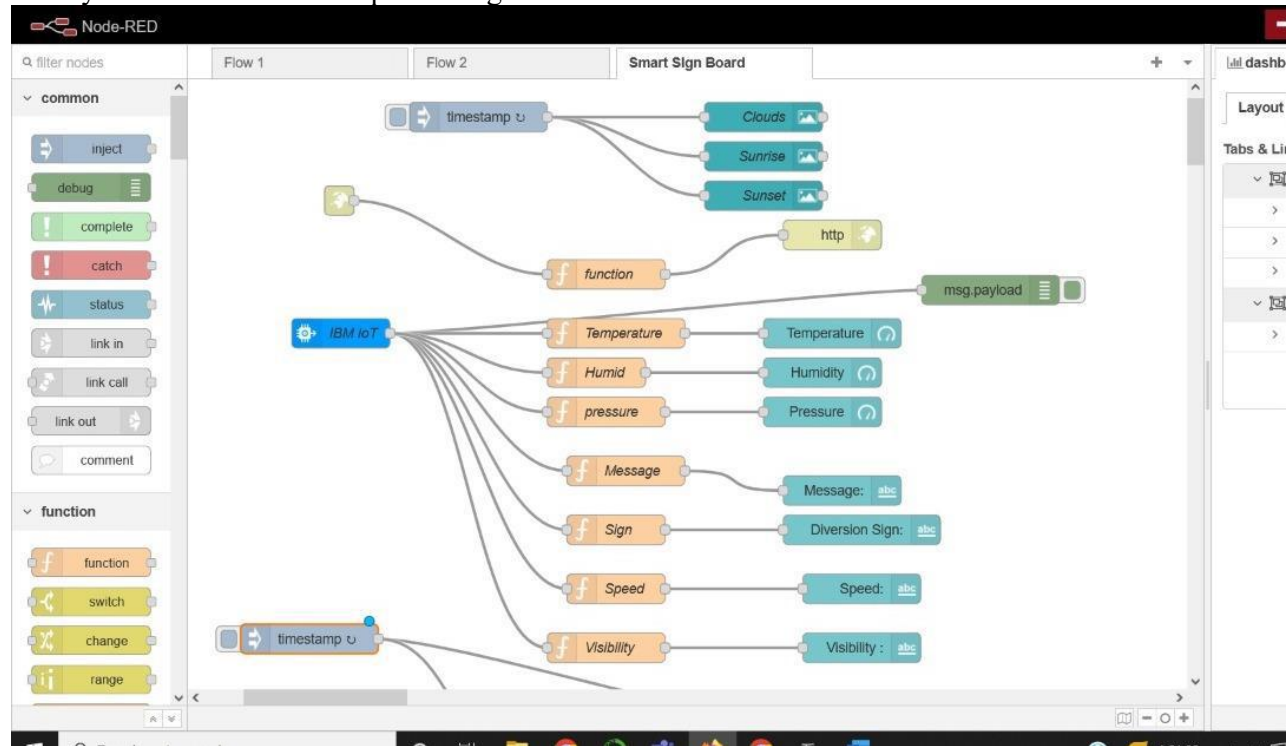 Node-RED
filter nodes
Flow 1
Flow 2
Smart SIgn Board
dashb
common
inject
debug
complete
catch
status
link in
link call
link out
comment
function
function
switch
change
range
timestamp ↻
Clouds
Sunrise
Sunset
http
function
msg.payload
IBM IoT
Temperature
Temperature
Humid
Humidity
pressure
Pressure
Message
Message: abc
Sign
Diversion Sign: abc
Speed
Speed: abc
timestamp ↻
Visibility
Visibility : abc
Layout
Tabs & Li